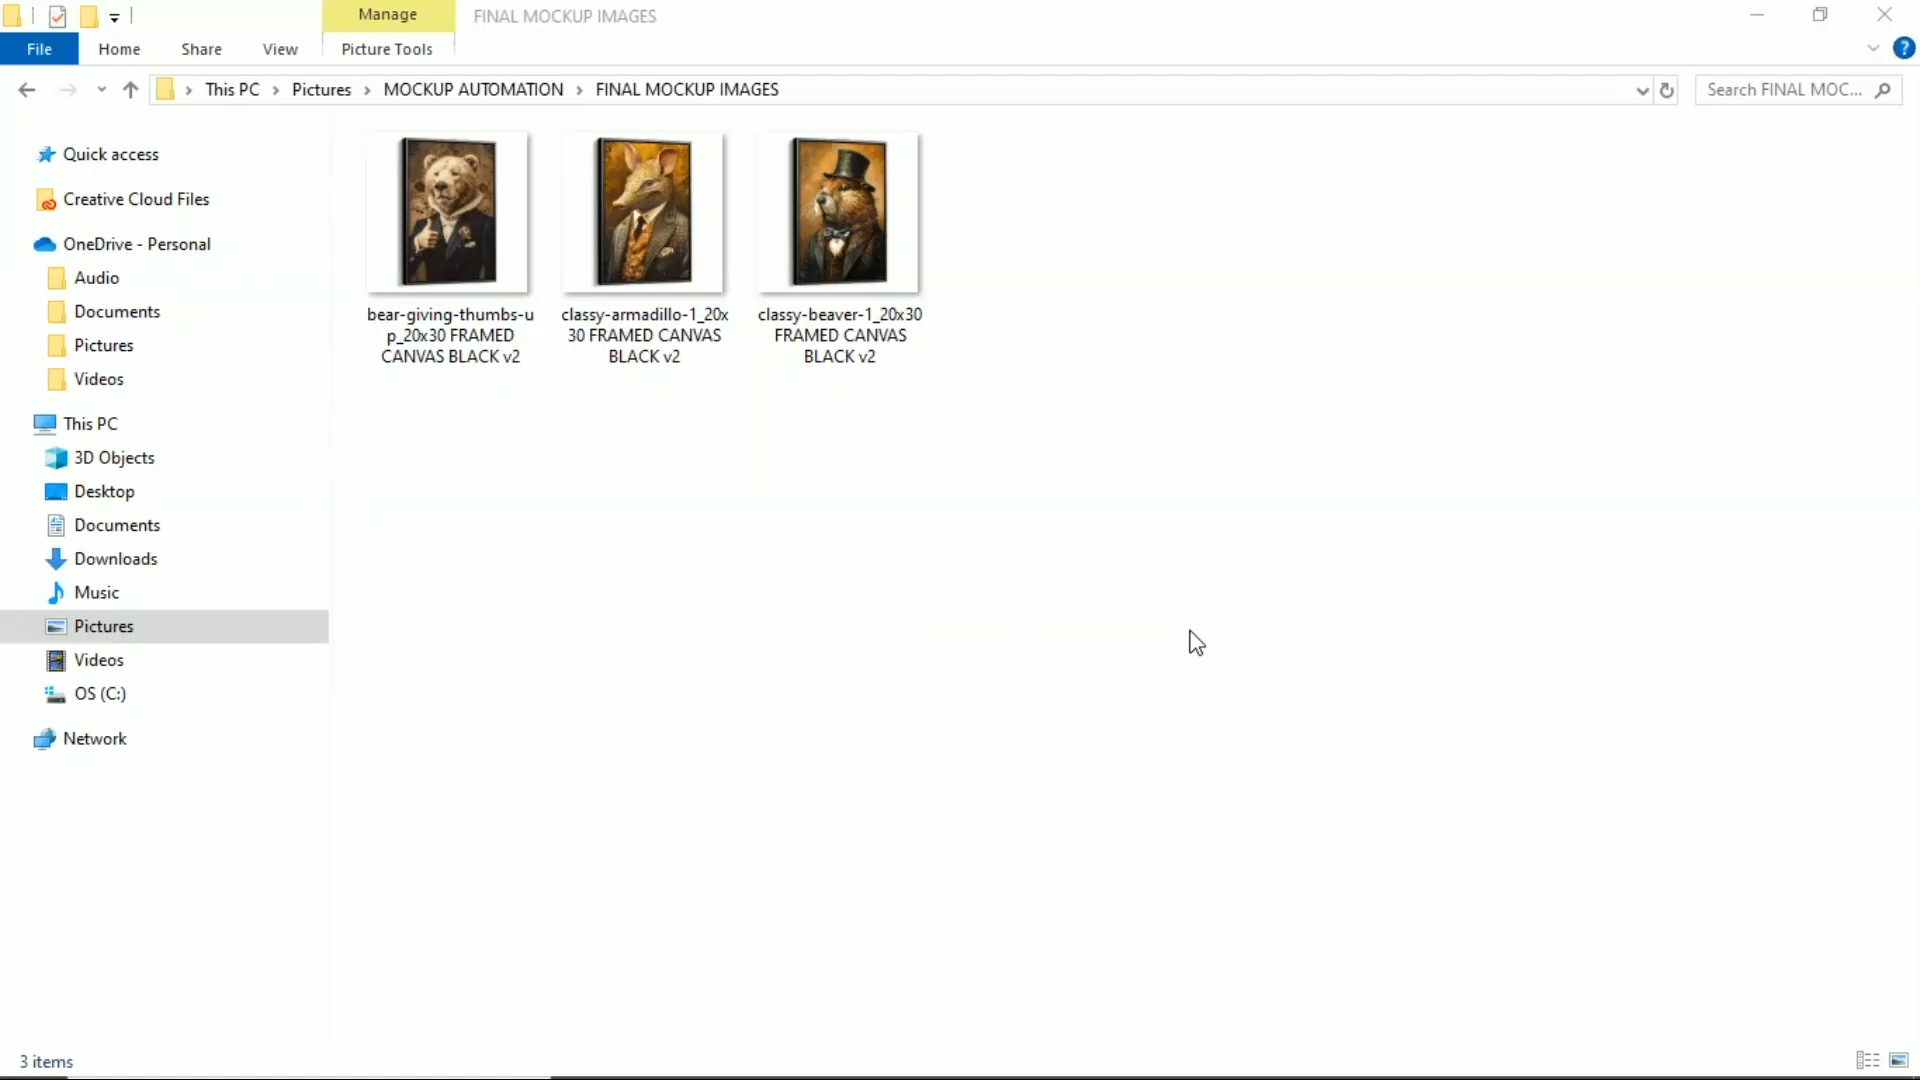 Manage
FINAL MOCKUP IMAGES
File
Home
Share
View
Picture Tools
This PC
Pictures
MOCKUP AUTOMATION
FINAL MOCKUP IMAGES
Search FINAL MOC...
Quick access
Creative Cloud Files
OneDrive - Personal
Audio
Documents
Pictures
Videos
This PC
3D Objects
Desktop
Documents
Downloads
Music
Pictures
Videos
OS (C:)
Network
bear-giving-thumbs-u
p_20x30 FRAMED
CANVAS BLACK v2
classy-armadillo-1_20x
30 FRAMED CANVAS
BLACK v2
classy-beaver-1_20x30
FRAMED CANVAS
BLACK v2
3 items